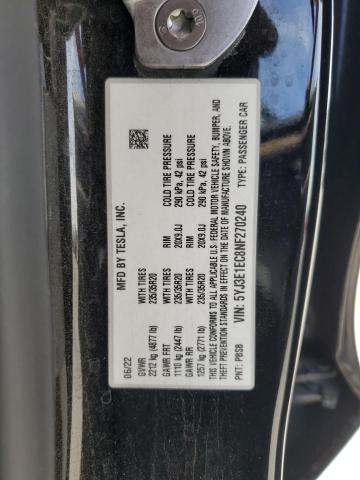 MFD BY TESLA, INC.
06/22
GVWR WITH TIRES RIM COLD TIRE PRESSURE
2212 kg (4877 lb) 235/35R20 20X9.0J 290 kPa, 42 psi
GAWR FRT WITH TIRES RIM COLD TIRE PRESSURE
1110 kg (2447 lb) 235/35R20 20X9.0J 290 kPa, 42 psi
GAWR RR
1257 kg (2771 lb)
THIS VEHICLE CONFORMS TO ALL APPLICABLE U.S. FEDERAL MOTOR VEHICLE SAFETY, BUMPER, AND
THEFT PREVENTION STANDARDS IN EFFECT ON THE DATE OF MANUFACTURE SHOWN ABOVE.
VIN: 5YJ3E1EC8NF270240
PNT: PBSB TYPE: PASSENGER CAR